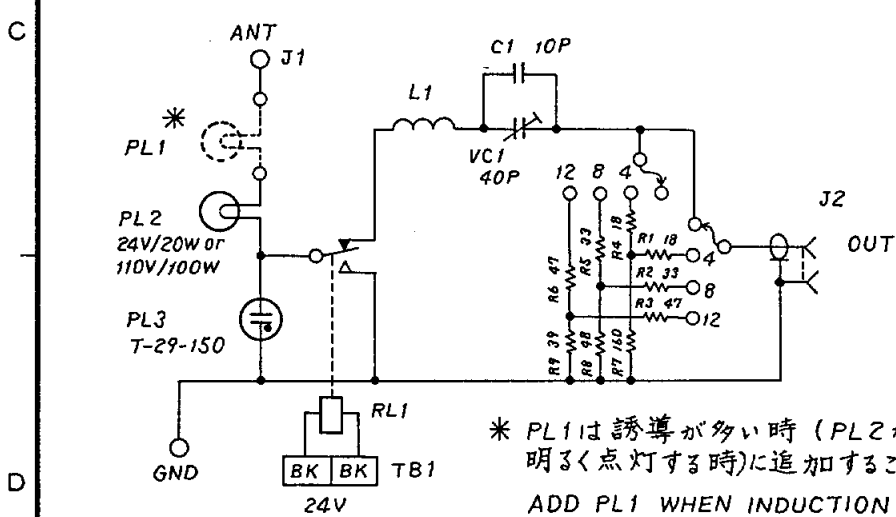 C
ANT
J1
C1 10P
L1
*
PL1
VC1
40P
12 8 4
J2
PL2
24V/20W or
110V/100W
R4 18
R1 18
4
OUT
R5 33
R2 33
8
R6 47
R3 47
12
PL3
T-29-150
R9 39
R8 48
R7 160
RL1
GND
BK BK TB1
24V
D
* PL1は誘導が多い時 (PL2が
明るく点灯する時)に追加するこ
ADD PL1 WHEN INDUCTION